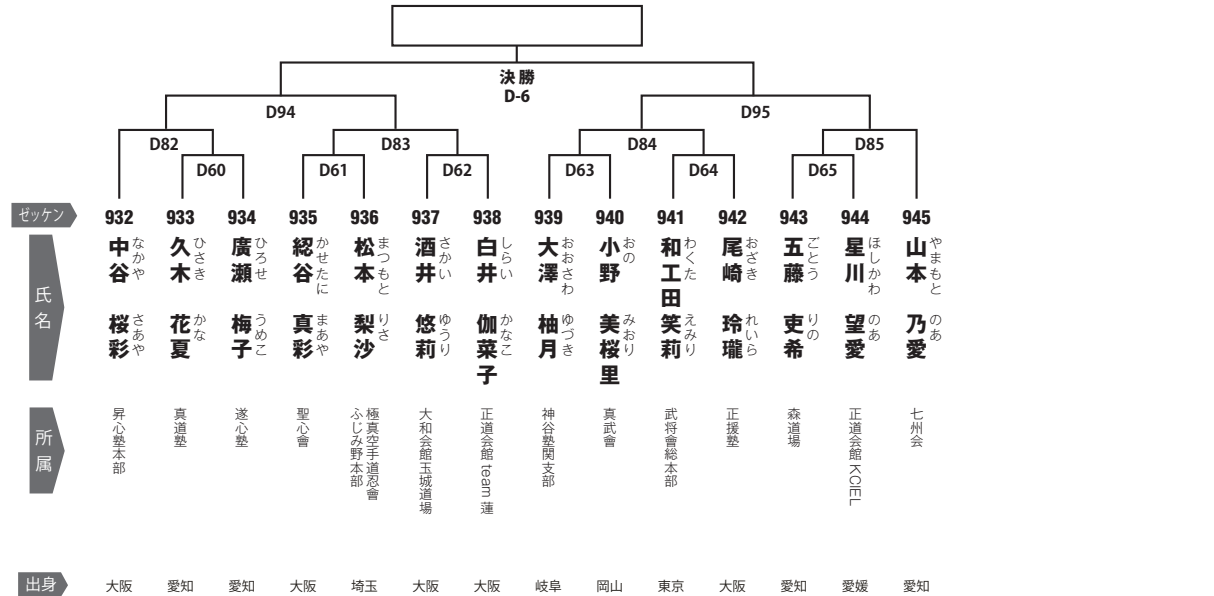 決 勝
D-6
D94
D95
D82
D83
D84
D85
D60
D61
D62
D63
D64
D65
ゼッケン
932
933
934
935
936
937
938
939
940
941
942
943
944
945
氏名
中谷 桜彩
なかや さあや
久木 花夏
ひさき かな
廣瀬 梅子
ひろせ うめこ
綛谷 真彩
かせたに まあや
松本 梨沙
まつもと りさ
酒井 悠莉
さかい ゆうり
白井 伽菜子
しらい かなこ
大澤 柚月
おおさわ ゆづき
小野 美桜里
おの みおり
和工田 笑莉
わくた えみり
尾崎 玲瓏
おざき れいら
五藤 吏希
ごとう りの
星川 望愛
ほしかわ のあ
山本 乃愛
やまもと のあ
所属
昇心塾本部
真道塾
遂心塾
聖心會
極真空手道忍會
ふじみ野本部
大和会館玉城道場
正道会館 team 蓮
神谷塾関支部
真武會
武将會総本部
正援塾
森道場
正道会館 KCIEL
七州会
出身
大阪
愛知
愛知
大阪
埼玉
大阪
大阪
岐阜
岡山
東京
大阪
愛知
愛媛
愛知